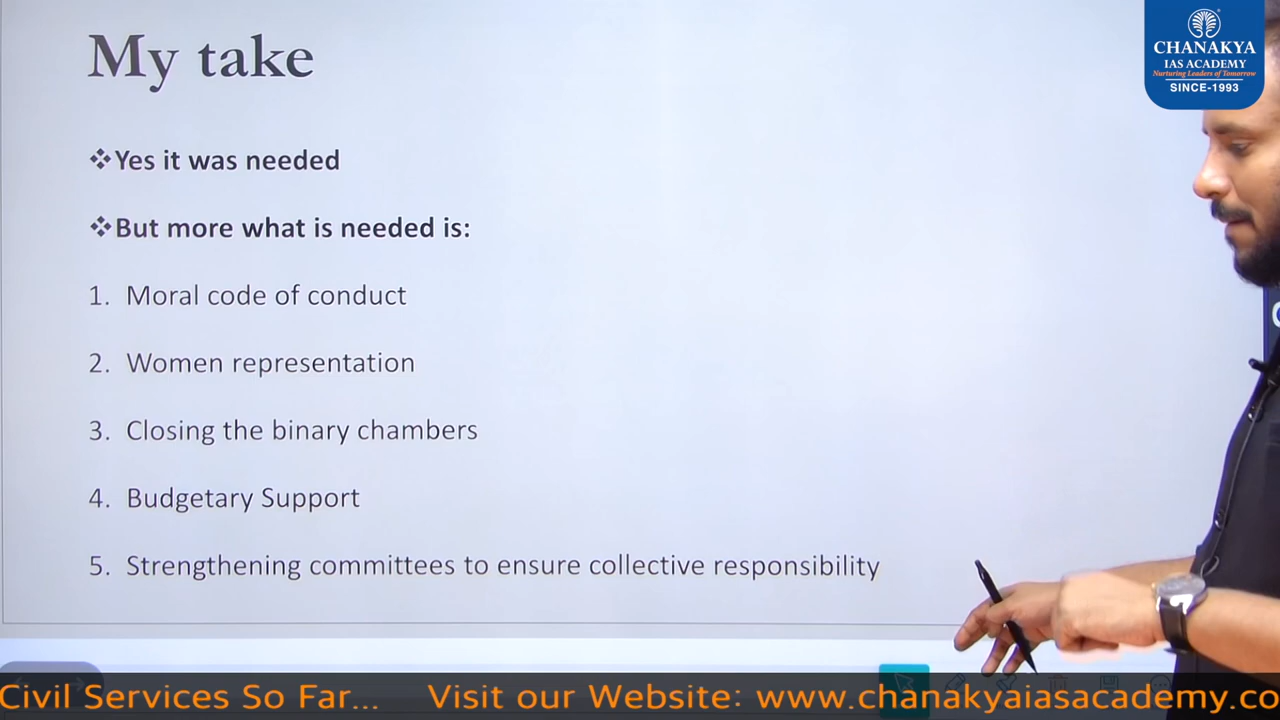 My take
❖Yes it was needed
❖But more what is needed is:
1. Moral code of conduct
2. Women representation
3. Closing the binary chambers
4. Budgetary Support
5. Strengthening committees to ensure collective responsibility
CHANAKYA
IAS ACADEMY
Nurturing Leaders of Tomorrow
SINCE-1993
Civil Services So Far... Visit our Website: www.chanakyaiasacademy.co